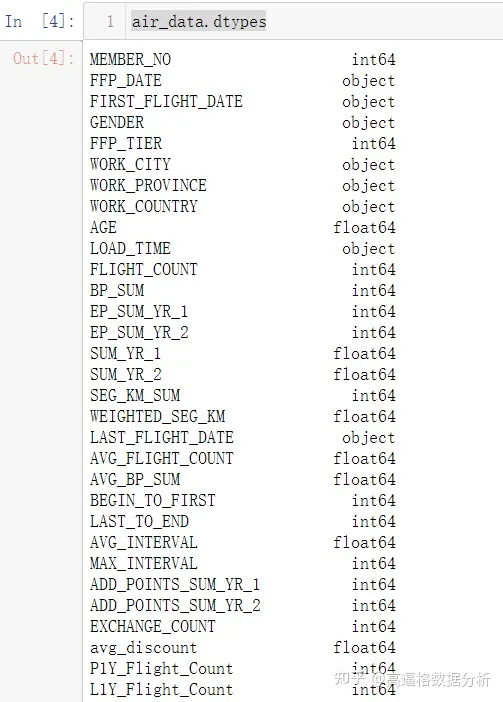 In [4]: 1 air_data.dtypes
Out[4]: MEMBER_NO int64
FFP_DATE object
FIRST_FLIGHT_DATE object
GENDER object
FFP_TIER int64
WORK_CITY object
WORK_PROVINCE object
WORK_COUNTRY object
AGE float64
LOAD_TIME object
FLIGHT_COUNT int64
BP_SUM int64
EP_SUM_YR_1 int64
EP_SUM_YR_2 int64
SUM_YR_1 float64
SUM_YR_2 float64
SEG_KM_SUM int64
WEIGHTED_SEG_KM float64
LAST_FLIGHT_DATE object
AVG_FLIGHT_COUNT float64
AVG_BP_SUM float64
BEGIN_TO_FIRST int64
LAST_TO_END int64
AVG_INTERVAL float64
MAX_INTERVAL int64
ADD_POINTS_SUM_YR_1 int64
ADD_POINTS_SUM_YR_2 int64
EXCHANGE_COUNT int64
avg_discount float64
P1Y_Flight_Count int64
L1Y_Flight_Count int64
知乎 @高逼格数据分析